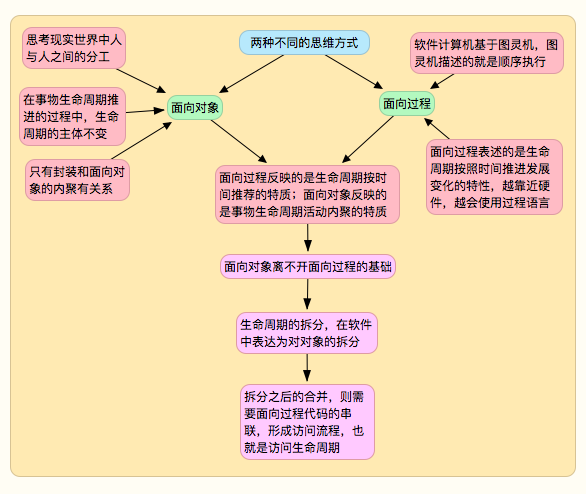 思考现实世界中人
与人之间的分工
两种不同的思维方式
软件计算机基于图灵机，图
灵机描述的就是顺序执行
在事物生命周期推
进的过程中，生命
周期的主体不变
面向对象
面向过程
只有封装和面向对
象的内聚有关系
面向过程表述的是生命
周期按照时间推进发展
变化的特性，越靠近硬
件，越会使用过程语言
面向过程反映的是生命周期按时
间推荐的特质；面向对象反映的
是事物生命周期活动内聚的特质
面向对象离不开面向过程的基础
生命周期的拆分，在软件
中表达为对对象的拆分
拆分之后的合并，则需
要面向过程代码的串
联，形成访问流程，也
就是访问生命周期